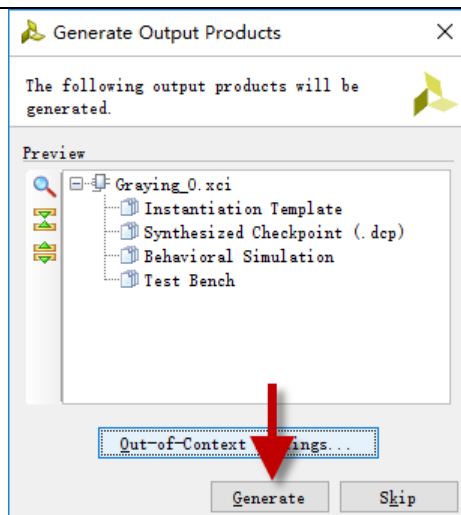 Generate Output Products
The following output products will be
generated.
Preview
Graying_0.xci
Instantiation Template
Synthesized Checkpoint (.dcp)
Behavioral Simulation
Test Bench
Out-of-Context ings...
Generate
Skip